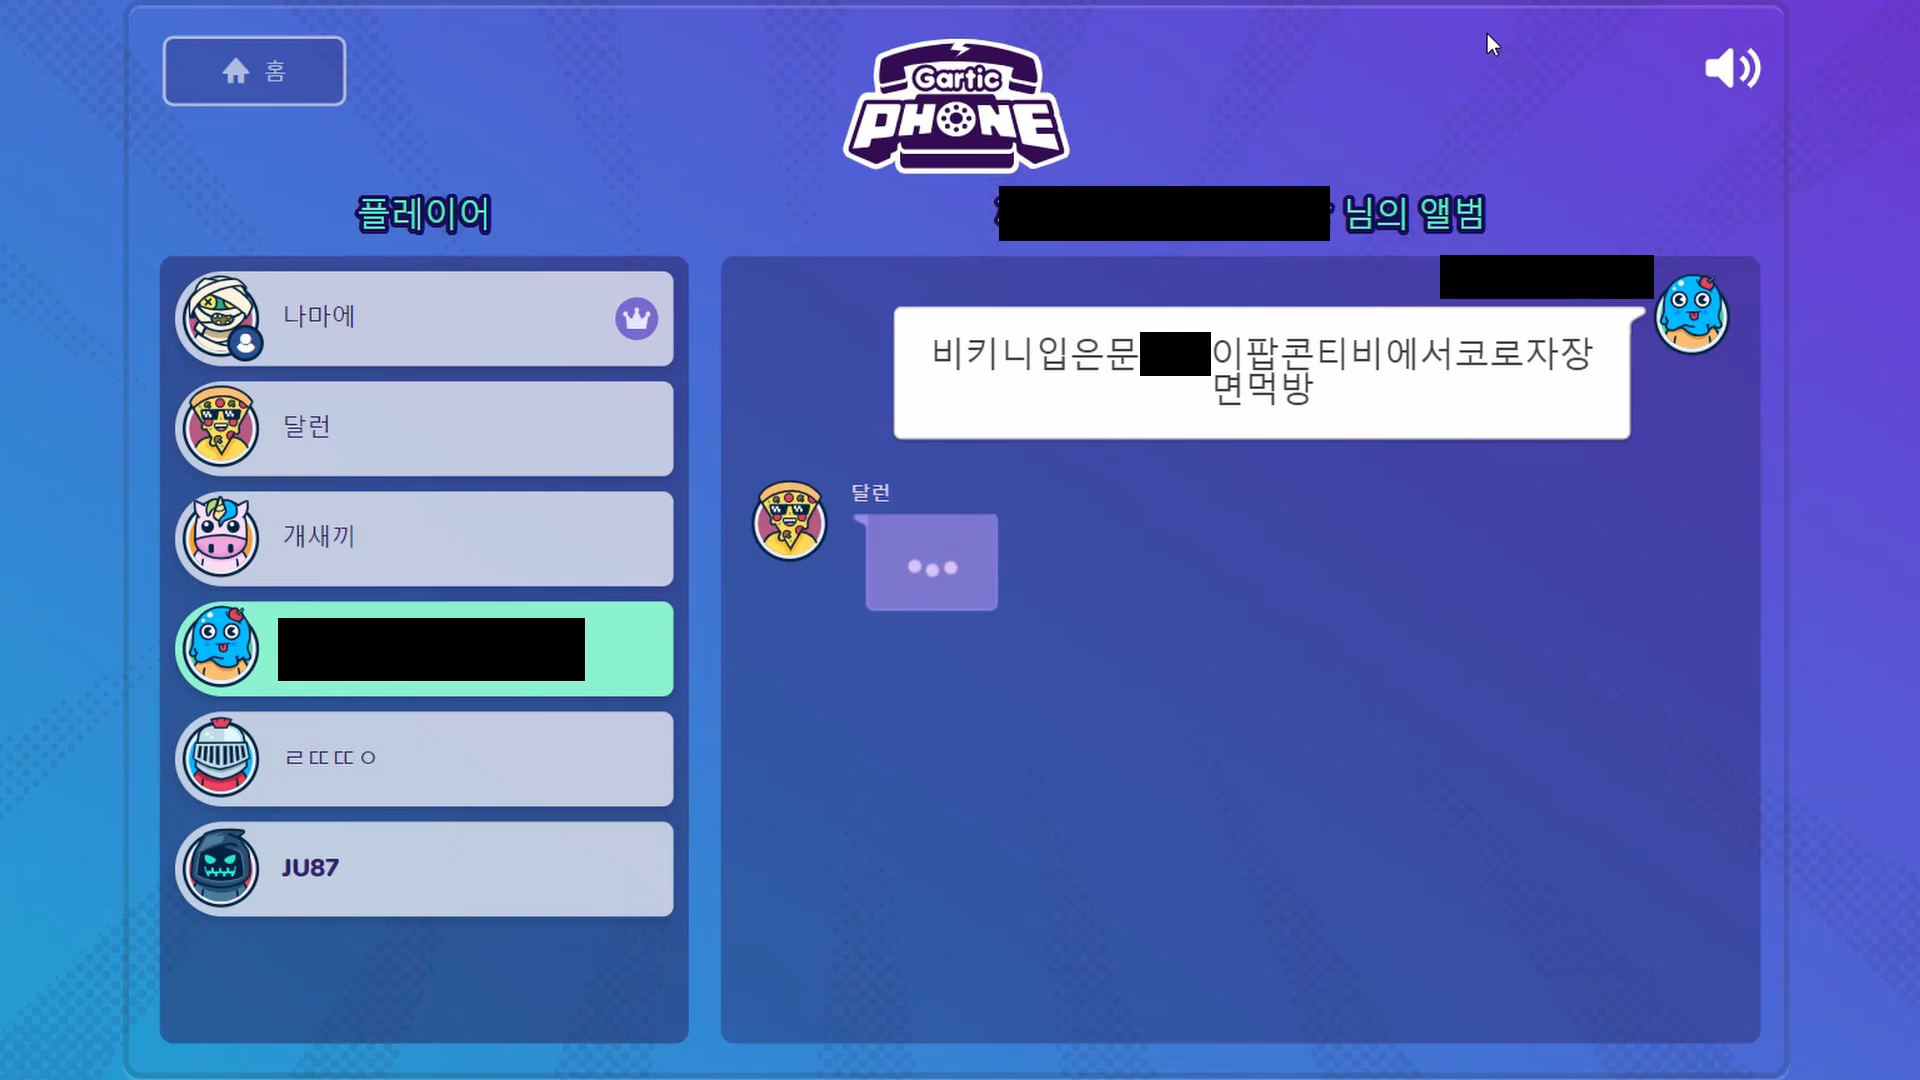 홈
Gartic
PHONE
플레이어
님의 앨범
나마에
비키니입은문 이팝콘티비에서코로자장
면먹방
달런
달런
개새끼
ㄹㄸㄸㅇ
JU87